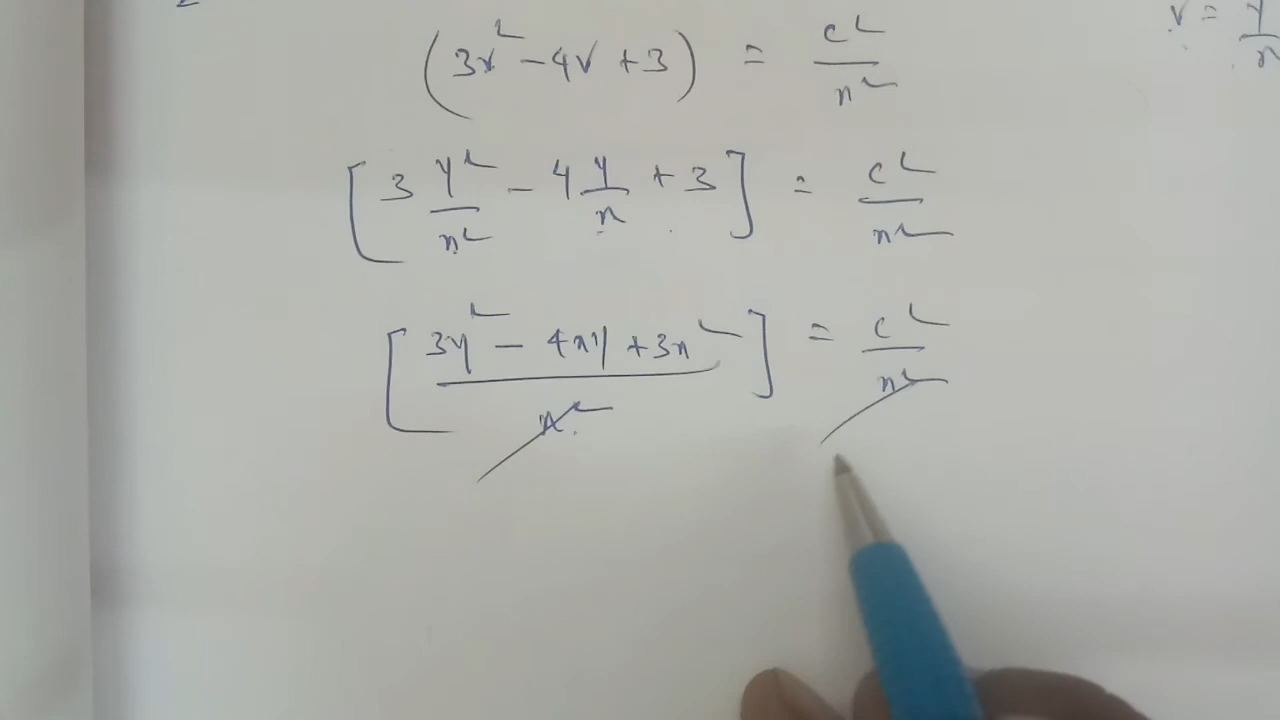 (3v² - 4v + 3) = c²/x²
v = y/x
[3 y²/x² - 4 y/x + 3] = c²/x²
[(3y² - 4xy + 3x²)/x²] = c²/x²